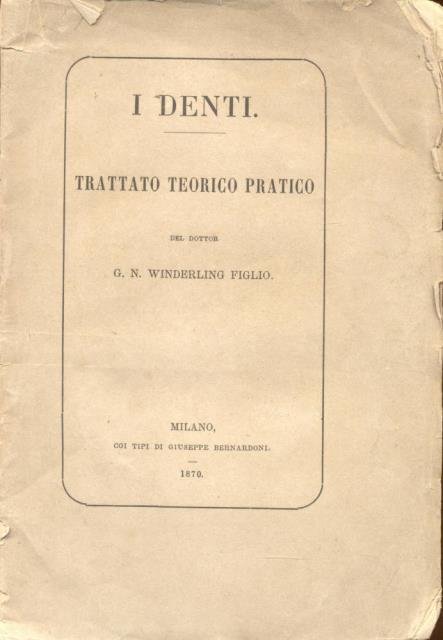 I DENTI.
TRATTATO TEORICO PRATICO
DEL DOTTOR
G. N. WINDERLING FIGLIO.
MILANO,
COI TIPI DI GIUSEPPE BERNARDONI.
1870.